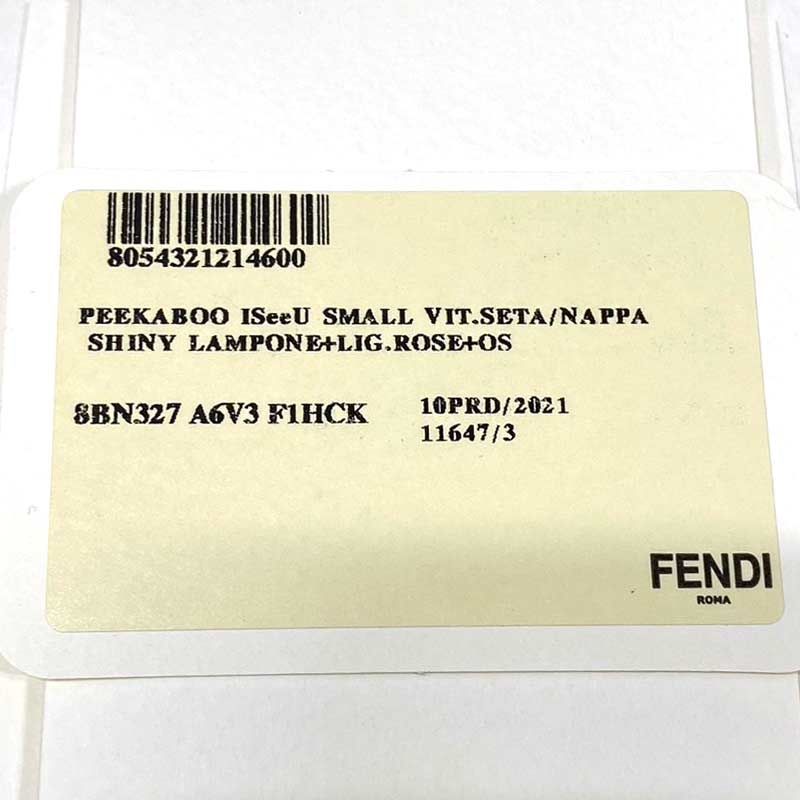 8054321214600
PEEKABOO ISeeU SMALL VIT.SETA/NAPPA
SHINY LAMPONE+LIG.ROSE+OS
8BN327 A6V3 F1HCK
10PRD/2021
11647/3
FENDI
ROMA